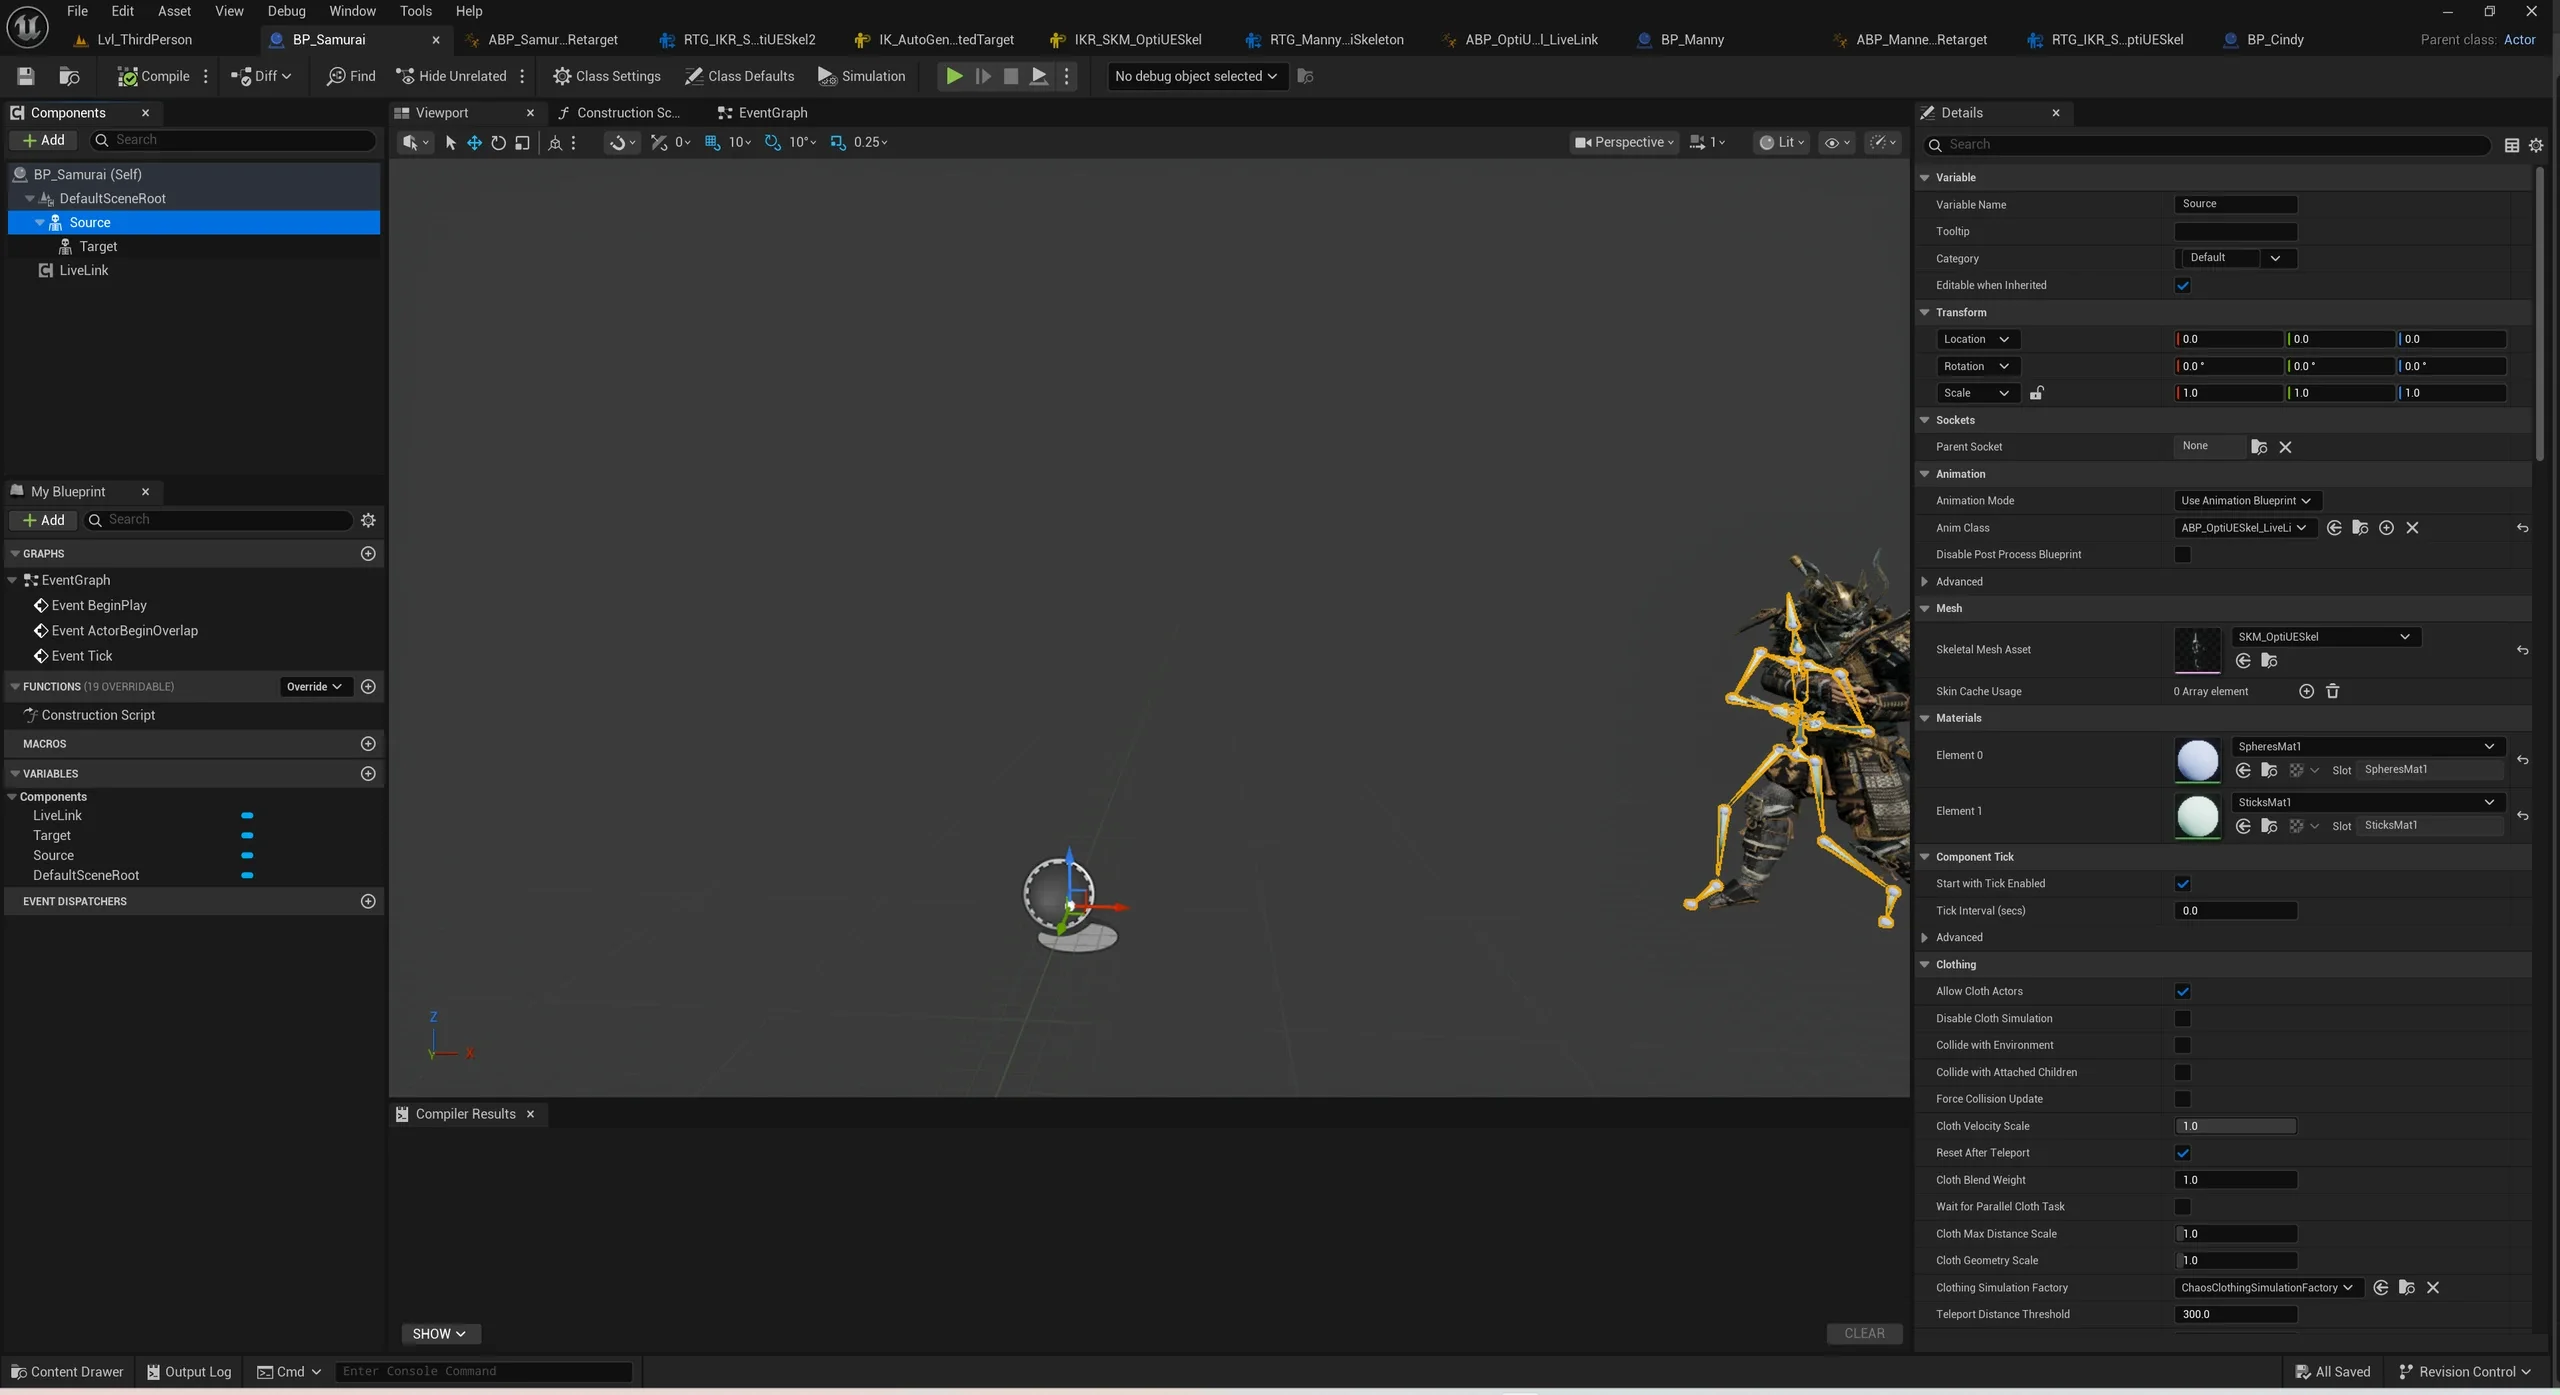 File Edit Asset View Debug Window Tools Help
Lvl_ThirdPerson BP_Samurai ABP_Samur...Retarget RTG_IKR_S...tiUESkel2 IK_AutoGen...tedTarget IKR_SKM_OptiUESkel RTG_Manny...iSkeleton ABP_OptiU...l_LiveLink BP_Manny ABP_Manne...Retarget RTG_IKR_S...ptiUESkel BP_Cindy Parent class: Actor
Compile Diff Find Hide Unrelated Class Settings Class Defaults Simulation No debug object selected
Components
Add Search
BP_Samurai (Self)
DefaultSceneRoot
Source
Target
LiveLink
My Blueprint
Add Search
GRAPHS
EventGraph
Event BeginPlay
Event ActorBeginOverlap
Event Tick
FUNCTIONS (19 OVERRIDABLE) Override
Construction Script
MACROS
VARIABLES
Components
LiveLink
Target
Source
DefaultSceneRoot
EVENT DISPATCHERS
Viewport Construction Sc... EventGraph
0 10 10° 0.25 Perspective 1 Lit
Z
Y X
Compiler Results
SHOW CLEAR
Details
Search
Variable
Variable Name Source
Tooltip
Category Default
Editable when Inherited
Transform
Location 0.0 0.0 0.0
Rotation 0.0 ° 0.0 ° 0.0 °
Scale 1.0 1.0 1.0
Sockets
Parent Socket None
Animation
Animation Mode Use Animation Blueprint
Anim Class ABP_OptiUESkel_LiveLi
Disable Post Process Blueprint
Advanced
Mesh
Skeletal Mesh Asset SKM_OptiUESkel
Skin Cache Usage 0 Array element
Materials
Element 0 SpheresMat1
Slot SpheresMat1
Element 1 SticksMat1
Slot SticksMat1
Component Tick
Start with Tick Enabled
Tick Interval (secs) 0.0
Advanced
Clothing
Allow Cloth Actors
Disable Cloth Simulation
Collide with Environment
Collide with Attached Children
Force Collision Update
Cloth Velocity Scale 1.0
Reset After Teleport
Cloth Blend Weight 1.0
Wait for Parallel Cloth Task
Cloth Max Distance Scale 1.0
Cloth Geometry Scale 1.0
Clothing Simulation Factory ChaosClothingSimulationFactory
Teleport Distance Threshold 300.0
Content Drawer Output Log Cmd Enter Console Command All Saved Revision Control